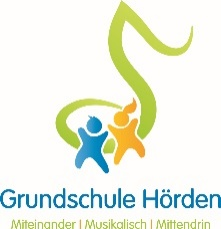 Grundschule Hörden
Miteinander | Musikalisch | Mittendrin